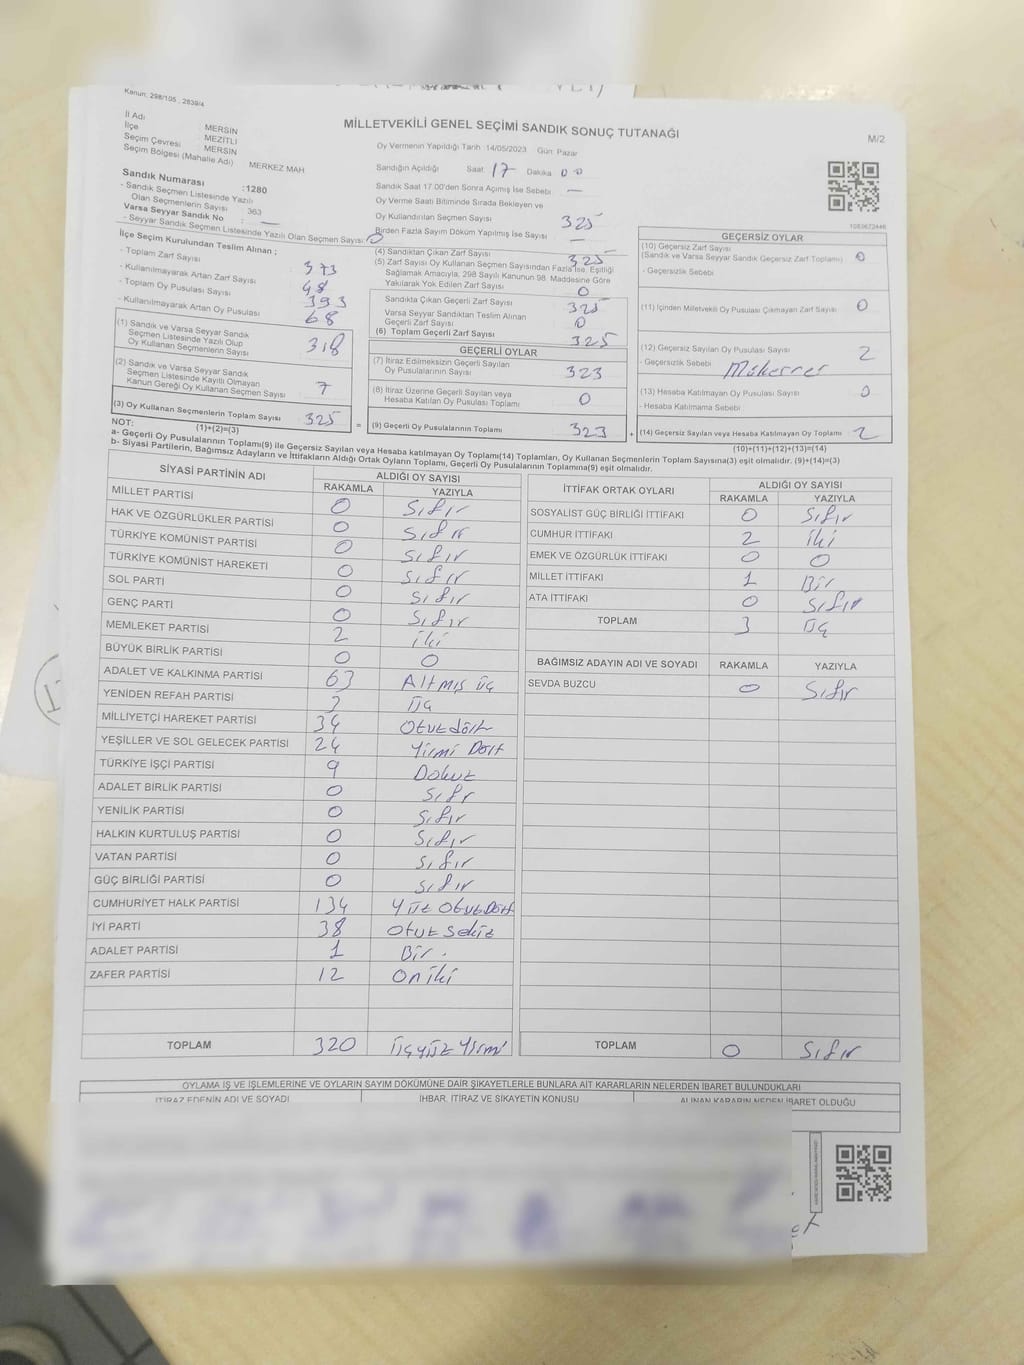 Kanun: 298/105 , 2839/4
MİLLETVEKİLİ GENEL SEÇİMİ SANDIK SONUÇ TUTANAĞI
M/2
İl Adı MERSİN
İlçe MEZİTLİ
Seçim Çevresi MERSİN
Seçim Bölgesi (Mahalle Adı) MERKEZ MAH
Oy Vermenin Yapıldığı Tarih :14/05/2023 Gün: Pazar
Sandığın Açıldığı Saat: 17 Dakika 00
Sandık Saat 17.00'den Sonra Açımış İse Sebebi —
Oy Verme Saati Bitiminde Sırada Bekleyen ve
Oy Kullandırılan Seçmen Sayısı 325
Birden Fazla Sayım Döküm Yapılmış İse Sayısı —
Sandık Numarası :1280
- Sandık Seçmen Listesinde Yazılı
Olan Seçmenlerin Sayısı : 363
Varsa Seyyar Sandık No : —
- Seyyar Sandık Seçmen Listesinde Yazılı Olan Seçmen Sayısı: 0
İlçe Seçim Kurulundan Teslim Alınan ;
- Toplam Zarf Sayısı 373
- Kullanılmayarak Artan Zarf Sayısı 48
- Toplam Oy Pusulası Sayısı 393
- Kullanılmayarak Artan Oy Pusulası 68
(1) Sandık ve Varsa Seyyar Sandık
Seçmen Listesinde Yazılı Olup
Oy Kullanan Seçmenlerin Sayısı 318
(2) Sandık ve Varsa Seyyar Sandık
Seçmen Listesinde Kayıtlı Olmayan
Kanun Gereği Oy Kullanan Seçmen Sayısı 7
(3) Oy Kullanan Seçmenlerin Toplam Sayısı 325
(1)+(2)=(3)
(4) Sandıktan Çıkan Zarf Sayısı 325
(5) Zarf Sayısı Oy Kullanan Seçmen Sayısından Fazla İse, Eşitliği
Sağlamak Amacıyla; 298 Sayılı Kanunun 98. Maddesine Göre
Yakılarak Yok Edilen Zarf Sayısı 0
Sandıkta Çıkan Geçerli Zarf Sayısı 325
Varsa Seyyar Sandıktan Teslim Alınan
Geçerli Zarf Sayısı 0
(6) Toplam Geçerli Zarf Sayısı 325
GEÇERLİ OYLAR
(7) İtiraz Edilmeksizin Geçerli Sayılan
Oy Pusulalarının Sayısı 323
(8) İtiraz Üzerine Geçerli Sayılan veya
Hesaba Katılan Oy Pusulası Toplamı 0
= (9) Geçerli Oy Pusulalarının Toplamı 323
1083672446
GEÇERSİZ OYLAR
(10) Geçersiz Zarf Sayısı
(Sandık ve Varsa Seyyar Sandık Geçersiz Zarf Toplamı) 0
- Geçersizlik Sebebi
(11) İçinden Milletvekili Oy Pusulası Çıkmayan Zarf Sayısı 0
(12) Geçersiz Sayılan Oy Pusulası Sayısı 2
- Geçersizlik Sebebi Mükerrer
(13) Hesaba Katılmayan Oy Pusulası Sayısı 0
- Hesaba Katılmama Sebebi
+ (14) Geçersiz Sayılan veya Hesaba Katılmayan Oy Toplamı 2
(10)+(11)+(12)+(13)=(14)
NOT:
a- Geçerli Oy Pusulalarının Toplamı(9) ile Geçersiz Sayılan veya Hesaba Katılmayan Oy Toplamı(14) Toplamları, Oy Kullanan Seçmenlerin Toplam Sayısına(3) eşit olmalıdır. (9)+(14)=(3)
b- Siyasi Partilerin, Bağımsız Adayların ve İttifakların Aldığı Ortak Oyların Toplamı, Geçerli Oy Pusulalarının Toplamına(9) eşit olmalıdır.
SİYASİ PARTİNİN ADI ALDIĞI OY SAYISI
RAKAMLA YAZIYLA
MİLLET PARTİSİ 0 Sıfır
HAK VE ÖZGÜRLÜKLER PARTİSİ 0 Sıfır
TÜRKİYE KOMÜNİST PARTİSİ 0 Sıfır
TÜRKİYE KOMÜNİST HAREKETİ 0 Sıfır
SOL PARTİ 0 Sıfır
GENÇ PARTİ 0 Sıfır
MEMLEKET PARTİSİ 2 iki
BÜYÜK BİRLİK PARTİSİ 0 0
ADALET VE KALKINMA PARTİSİ 63 Altmış üç
YENİDEN REFAH PARTİSİ 3 Üç
MİLLİYETÇİ HAREKET PARTİSİ 34 Otuzdört
YEŞİLLER VE SOL GELECEK PARTİSİ 24 Yirmi Dört
TÜRKİYE İŞÇİ PARTİSİ 9 Dokuz
ADALET BİRLİK PARTİSİ 0 Sıfr
YENİLİK PARTİSİ 0 Sıfır
HALKIN KURTULUŞ PARTİSİ 0 Sıfır
VATAN PARTİSİ 0 Sıfır
GÜÇ BİRLİĞİ PARTİSİ 0 Sıfır
CUMHURİYET HALK PARTİSİ 134 Yüz OtuzDört
İYİ PARTİ 38 Otuz Sekiz
ADALET PARTİSİ 1 Bir.
ZAFER PARTİSİ 12 Oniki
TOPLAM 320 Üçyüz Yirmi
İTTİFAK ORTAK OYLARI ALDIĞI OY SAYISI
RAKAMLA YAZIYLA
SOSYALİST GÜÇ BİRLİĞİ İTTİFAKI 0 Sıfır
CUMHUR İTTİFAKI 2 iki
EMEK VE ÖZGÜRLÜK İTTİFAKI 0 0
MİLLET İTTİFAKI 1 Bir
ATA İTTİFAKI 0 Sıfır
TOPLAM 3 Üç
BAĞIMSIZ ADAYIN ADI VE SOYADI RAKAMLA YAZIYLA
SEVDA BUZCU 0 Sıfır
TOPLAM 0 Sıfır
OYLAMA İŞ VE İŞLEMLERİNE VE OYLARIN SAYIM DÖKÜMÜNE DAİR ŞİKAYETLERLE BUNLARA AİT KARARLARIN NELERDEN İBARET BULUNDUKLARI
İTİRAZ EDENİN ADI VE SOYADI İHBAR, İTİRAZ VE ŞİKAYETİN KONUSU ALINAN KARARIN NEDEN İBARET OLDUĞU